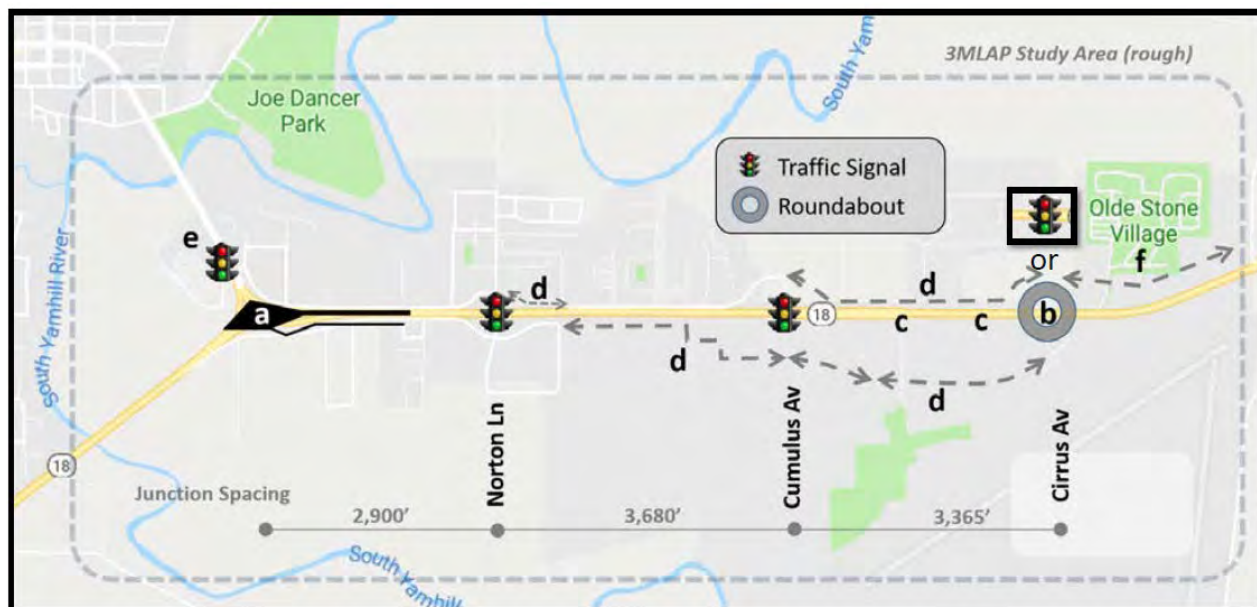 3MLAP Study Area (rough)
South Yam
Joe Dancer
Park
Traffic Signal
Roundabout
Olde Stone
Village
or
e
f
d
d
a
18
b
c
c
d
d
South Yamhill River
18
Norton Ln
Cumulus Av
Cirrus Av
Junction Spacing
2,900'
3,680'
3,365'
South Yamhill